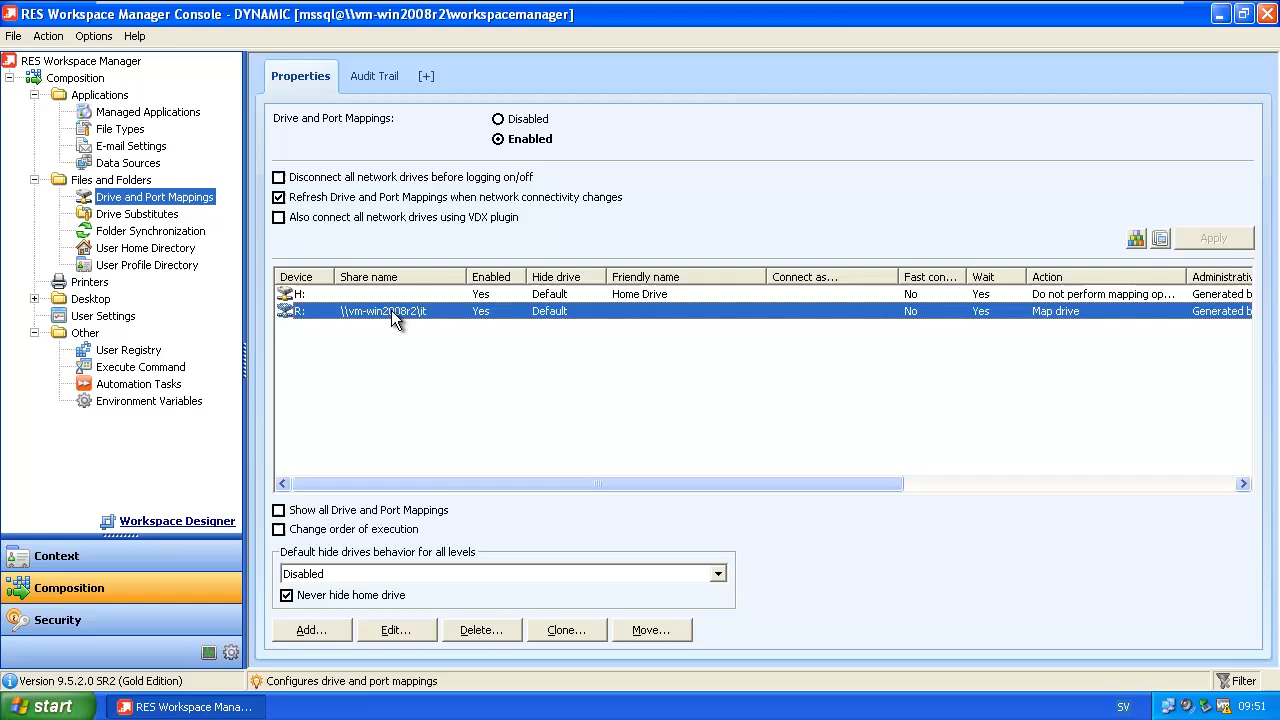 RES Workspace Manager Console - DYNAMIC [mssql@\\vm-win2008r2\workspacemanager]
File Action Options Help
RES Workspace Manager
Composition
Applications
Managed Applications
File Types
E-mail Settings
Data Sources
Files and Folders
Drive and Port Mappings
Drive Substitutes
Folder Synchronization
User Home Directory
User Profile Directory
Printers
Desktop
User Settings
Other
User Registry
Execute Command
Automation Tasks
Environment Variables
Workspace Designer
Context
Composition
Security
Properties Audit Trail [+]
Drive and Port Mappings: Disabled
Enabled
Disconnect all network drives before logging on/off
Refresh Drive and Port Mappings when network connectivity changes
Also connect all network drives using VDX plugin
Apply
Device Share name Enabled Hide drive Friendly name Connect as... Fast con... Wait Action Administrati
H: Yes Default Home Drive No Yes Do not perform mapping op... Generated b
R: \\vm-win2008r2\it Yes Default No Yes Map drive Generated b
Show all Drive and Port Mappings
Change order of execution
Default hide drives behavior for all levels
Disabled
Never hide home drive
Add... Edit... Delete... Clone... Move...
Version 9.5.2.0 SR2 (Gold Edition) Configures drive and port mappings Filter
start RES Workspace Mana... SV 09:51